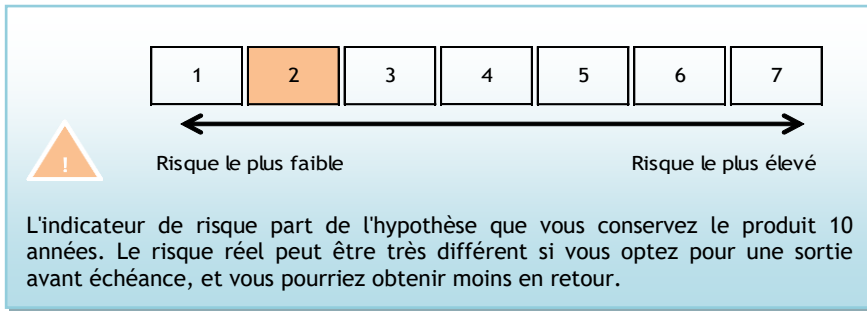 1 2 3 4 5 6 7
!
Risque le plus faible Risque le plus élevé
L'indicateur de risque part de l'hypothèse que vous conservez le produit 10
années. Le risque réel peut être très différent si vous optez pour une sortie
avant échéance, et vous pourriez obtenir moins en retour.